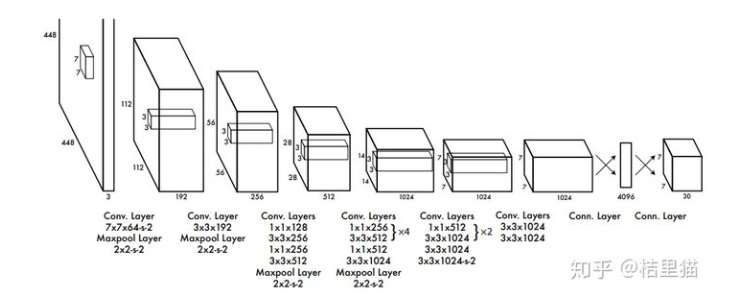 448
448
7
7
3
112
112
3
3
192
56
56
3
3
256
28
28
3
3
512
14
14
3
3
1024
7
7
3
3
1024
7
7
1024
4096
7
7
30
Conv. Layer
7x7x64-s-2
Maxpool Layer
2x2-s-2
Conv. Layer
3x3x192
Maxpool Layer
2x2-s-2
Conv. Layers
1x1x128
3x3x256
1x1x256
3x3x512
Maxpool Layer
2x2-s-2
Conv. Layers
1x1x256
3x3x512 }×4
1x1x512
3x3x1024
Maxpool Layer
2x2-s-2
Conv. Layers
1x1x512
3x3x1024 }×2
3x3x1024
3x3x1024-s-2
Conv. Layers
3x3x1024
3x3x1024
Conn. Layer
Conn. Layer
知乎 @桔里猫